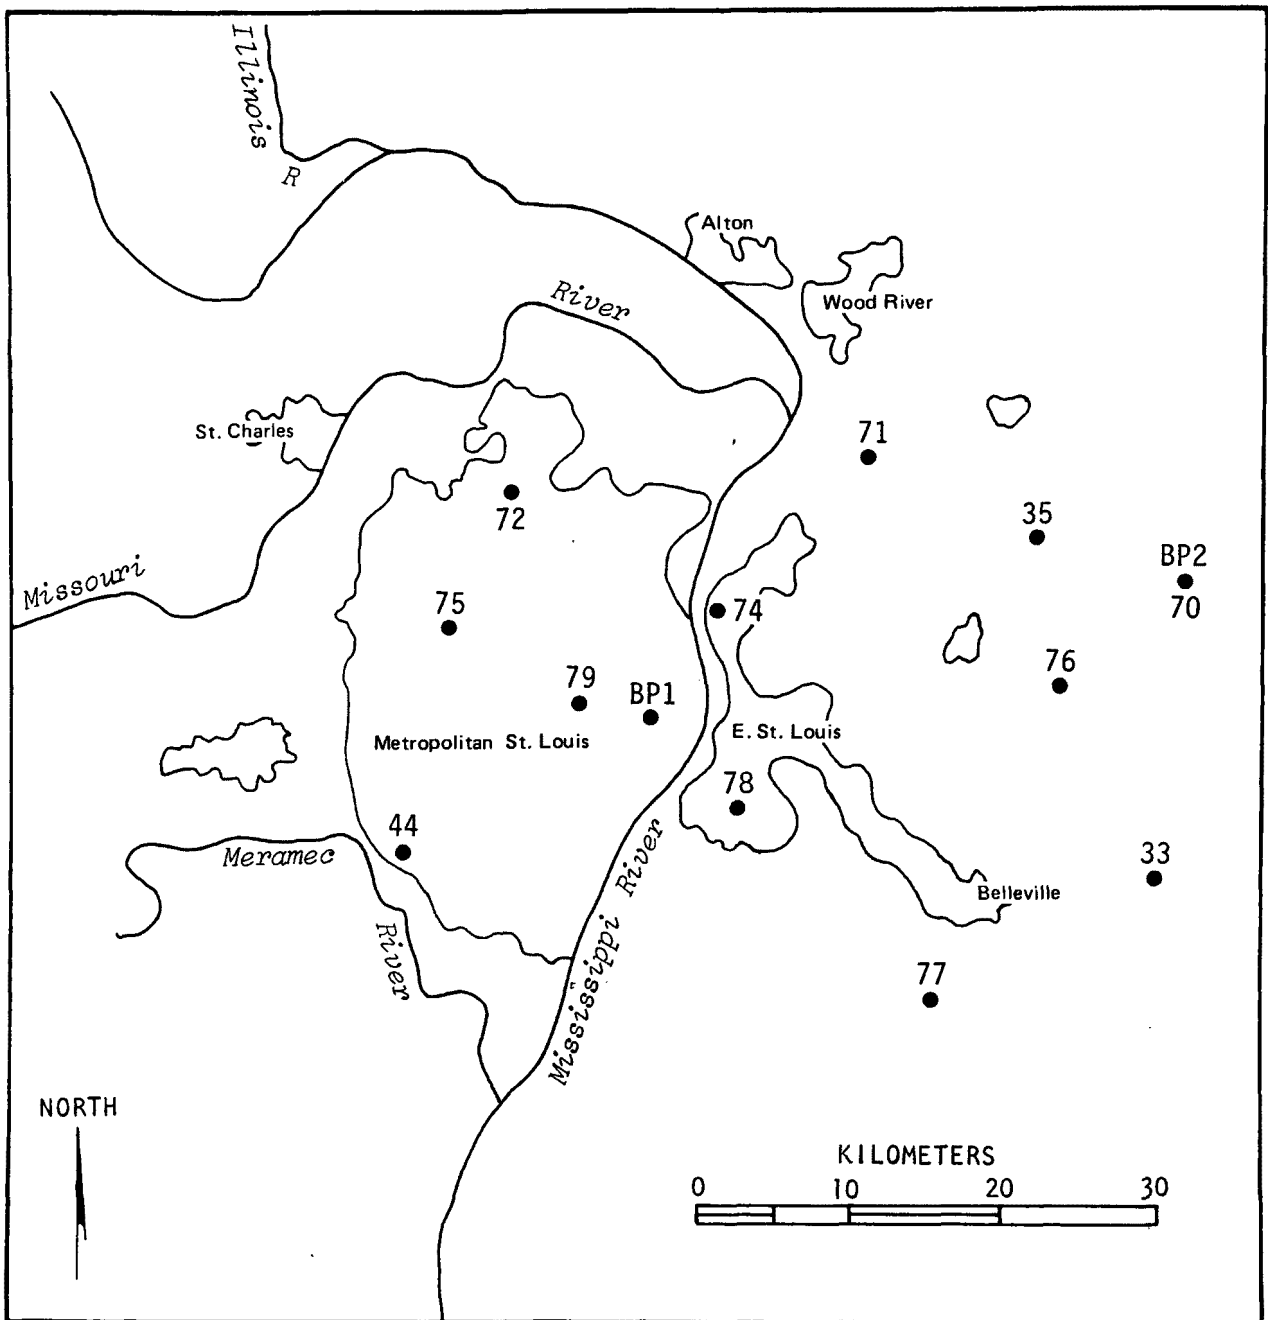 Illinois
R
Alton
Wood River
River
St. Charles
71
72
35
BP2
70
Missouri
75
74
76
79
BP1
E. St. Louis
Metropolitan St. Louis
78
44
Meramec
33
Belleville
River
Mississippi River
77
NORTH
KILOMETERS
0 10 20 30